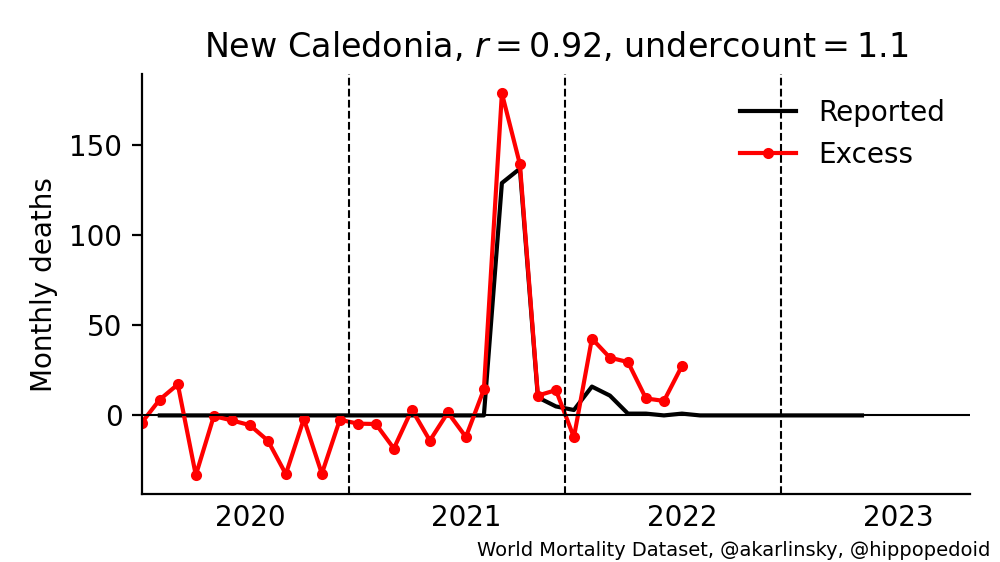 New Caledonia, r = 0.92, undercount = 1.1
Reported
Excess
Monthly deaths
150
100
50
0
2020 2021 2022 2023
World Mortality Dataset, @akarlinsky, @hippopedoid